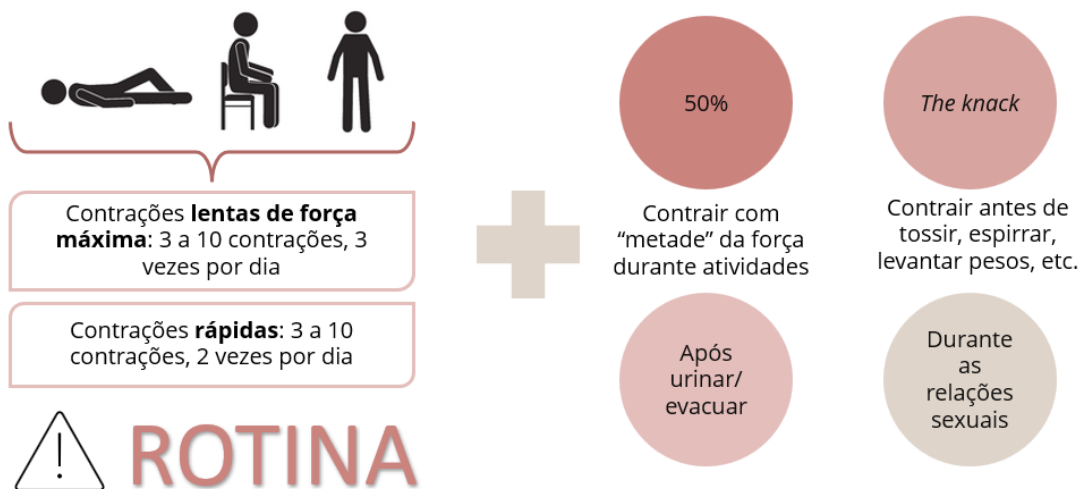 Contrações lentas de força
máxima: 3 a 10 contrações, 3
vezes por dia
Contrações rápidas: 3 a 10
contrações, 2 vezes por dia
ROTINA
50%
Contrair com
“metade” da força
durante atividades
The knack
Contrair antes de
tossir, espirrar,
levantar pesos, etc.
Após
urinar/
evacuar
Durante
as
relações
sexuais